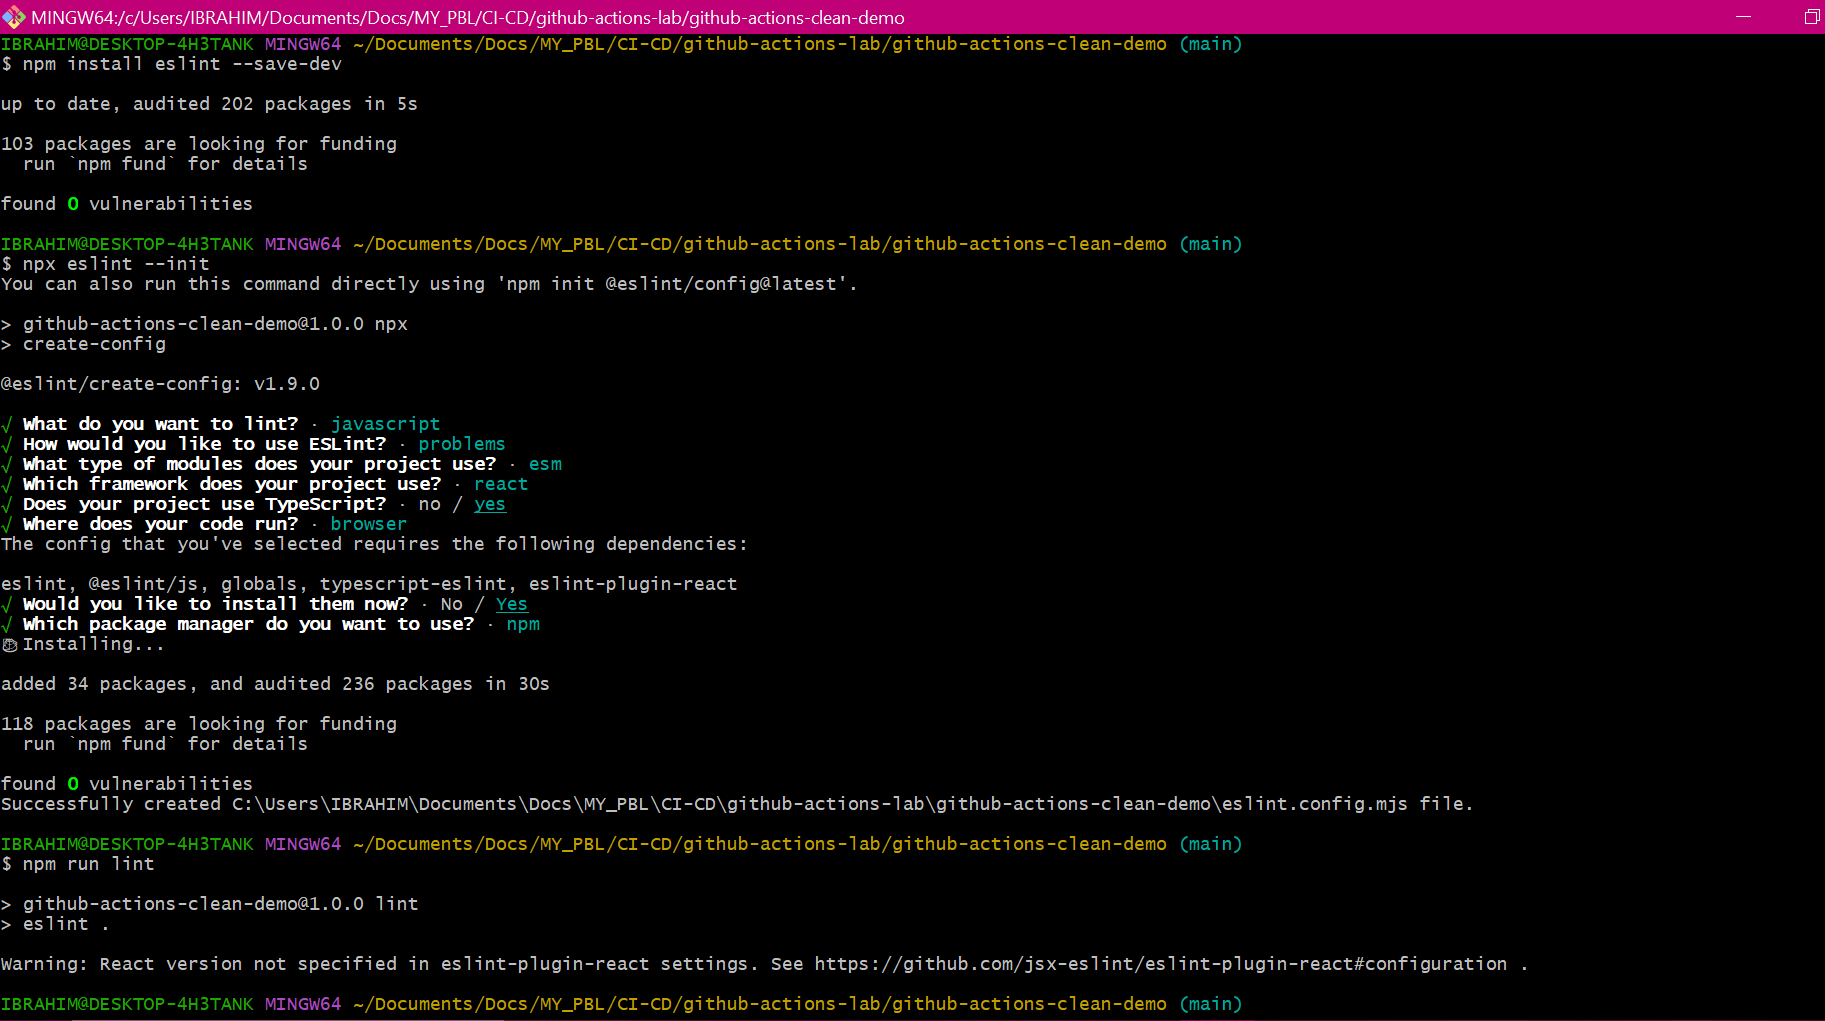 MINGW64:/c/Users/IBRAHIM/Documents/Docs/MY_PBL/CI-CD/github-actions-lab/github-actions-clean-demo
IBRAHIM@DESKTOP-4H3TANK MINGW64 ~/Documents/Docs/MY_PBL/CI-CD/github-actions-lab/github-actions-clean-demo (main)
$ npm install eslint --save-dev
up to date, audited 202 packages in 5s
103 packages are looking for funding
  run `npm fund` for details
found 0 vulnerabilities
IBRAHIM@DESKTOP-4H3TANK MINGW64 ~/Documents/Docs/MY_PBL/CI-CD/github-actions-lab/github-actions-clean-demo (main)
$ npx eslint --init
You can also run this command directly using 'npm init @eslint/config@latest'.
> github-actions-clean-demo@1.0.0 npx
> create-config
@eslint/create-config: v1.9.0
√ What do you want to lint? · javascript
√ How would you like to use ESLint? · problems
√ What type of modules does your project use? · esm
√ Which framework does your project use? · react
√ Does your project use TypeScript? · no / yes
√ Where does your code run? · browser
The config that you've selected requires the following dependencies:
eslint, @eslint/js, globals, typescript-eslint, eslint-plugin-react
√ Would you like to install them now? · No / Yes
√ Which package manager do you want to use? · npm
Installing...
added 34 packages, and audited 236 packages in 30s
118 packages are looking for funding
  run `npm fund` for details
found 0 vulnerabilities
Successfully created C:\Users\IBRAHIM\Documents\Docs\MY_PBL\CI-CD\github-actions-lab\github-actions-clean-demo\eslint.config.mjs file.
IBRAHIM@DESKTOP-4H3TANK MINGW64 ~/Documents/Docs/MY_PBL/CI-CD/github-actions-lab/github-actions-clean-demo (main)
$ npm run lint
> github-actions-clean-demo@1.0.0 lint
> eslint .
Warning: React version not specified in eslint-plugin-react settings. See https://github.com/jsx-eslint/eslint-plugin-react#configuration .
IBRAHIM@DESKTOP-4H3TANK MINGW64 ~/Documents/Docs/MY_PBL/CI-CD/github-actions-lab/github-actions-clean-demo (main)